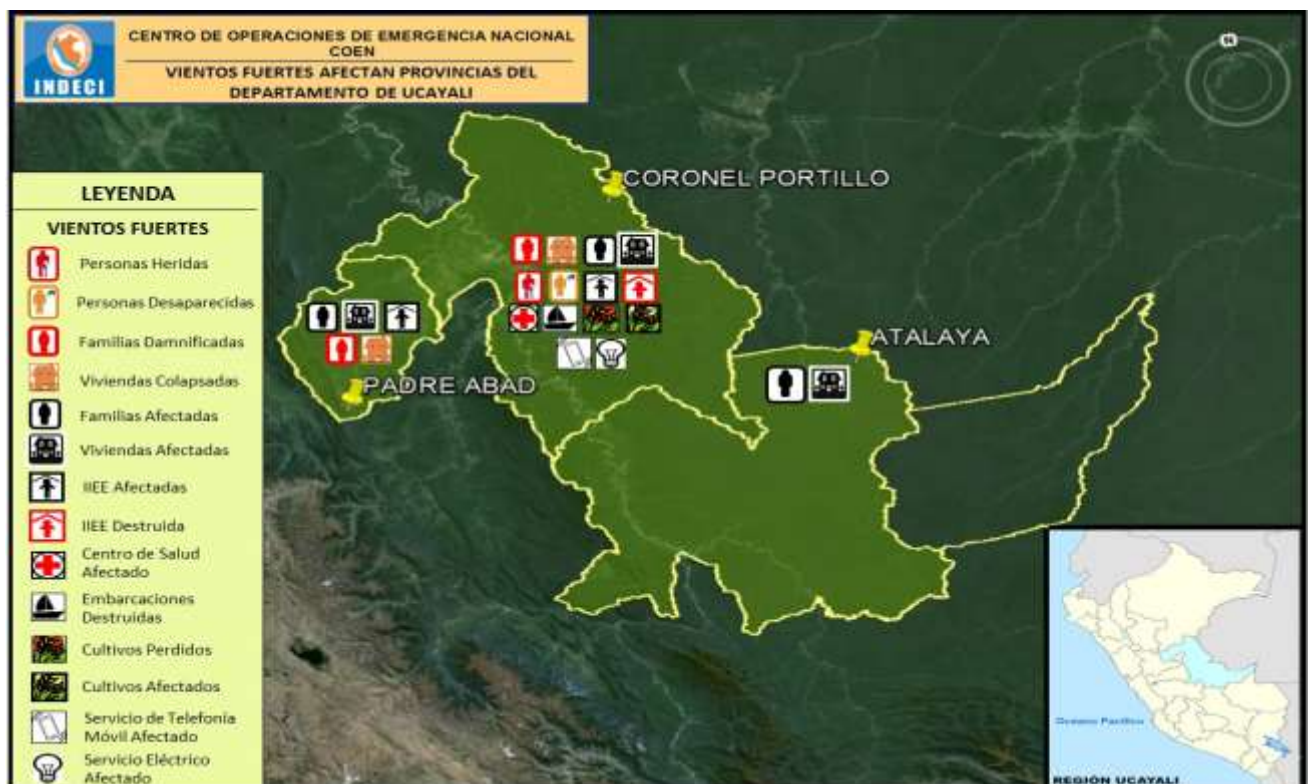 INDECI
CENTRO DE OPERACIONES DE EMERGENCIA NACIONAL
COEN
VIENTOS FUERTES AFECTAN PROVINCIAS DEL
DEPARTAMENTO DE UCAYALI
LEYENDA
VIENTOS FUERTES
Personas Heridas
Personas Desaparecidas
Familias Damnificadas
Viviendas Colapsadas
Familias Afectadas
Viviendas Afectadas
IIEE Afectadas
IIEE Destruida
Centro de Salud
Afectado
Embarcaciones
Destruidas
Cultivos Perdidos
Cultivos Afectados
Servicio de Telefonía
Móvil Afectado
Servicio Eléctrico
Afectado
CORONEL PORTILLO
ATALAYA
PADRE ABAD
Océano Pacífico
REGIÓN UCAYALI